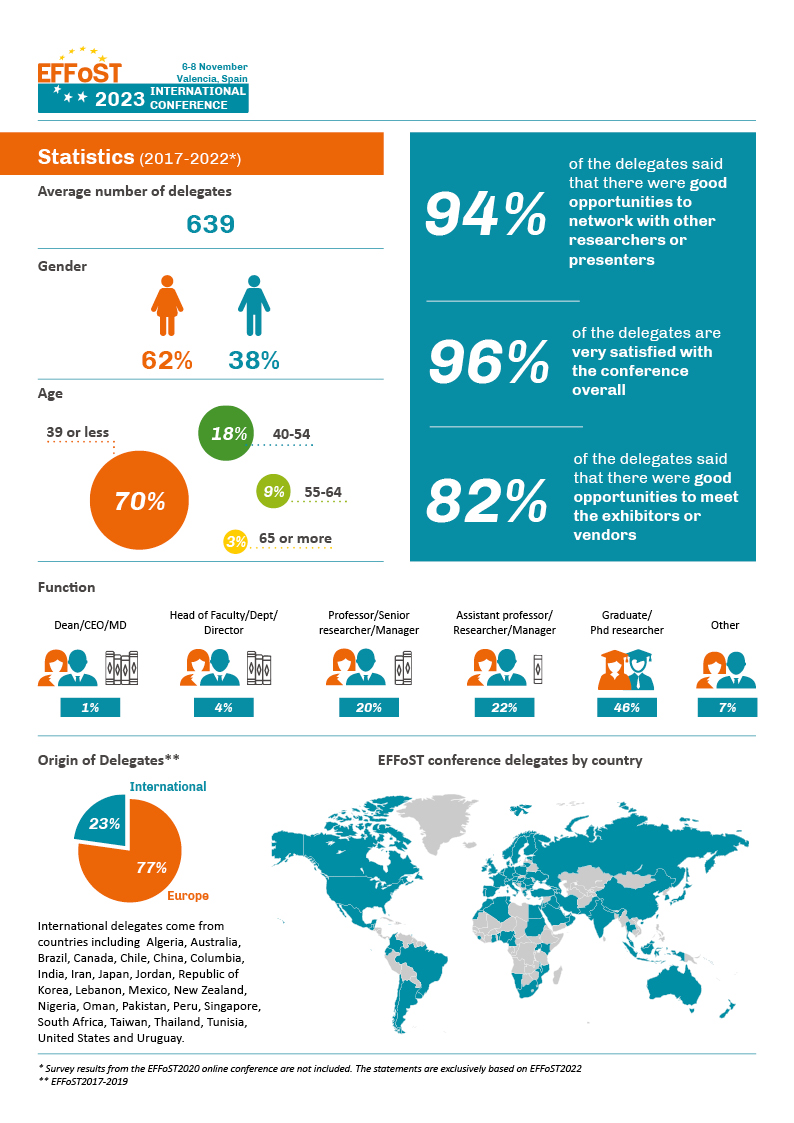 EFFoST
6-8 November
Valencia, Spain
2023 INTERNATIONAL
CONFERENCE
Statistics (2017-2022*)
Average number of delegates
639
Gender
62% 38%
Age
39 or less
70%
18% 40-54
9% 55-64
3% 65 or more
94%
of the delegates said
that there were good
opportunities to
network with other
researchers or
presenters
96%
of the delegates are
very satisfied with
the conference
overall
82%
of the delegates said
that there were good
opportunities to meet
the exhibitors or
vendors
Function
Dean/CEO/MD
1%
Head of Faculty/Dept/
Director
4%
Professor/Senior
researcher/Manager
20%
Assistant professor/
Researcher/Manager
22%
Graduate/
Phd researcher
46%
Other
7%
Origin of Delegates**
International
23%
77%
Europe
International delegates come from
countries including Algeria, Australia,
Brazil, Canada, Chile, China, Columbia,
India, Iran, Japan, Jordan, Republic of
Korea, Lebanon, Mexico, New Zealand,
Nigeria, Oman, Pakistan, Peru, Singapore,
South Africa, Taiwan, Thailand, Tunisia,
United States and Uruguay.
EFFoST conference delegates by country
* Survey results from the EFFoST2020 online conference are not included. The statements are exclusively based on EFFoST2022
** EFFoST2017-2019